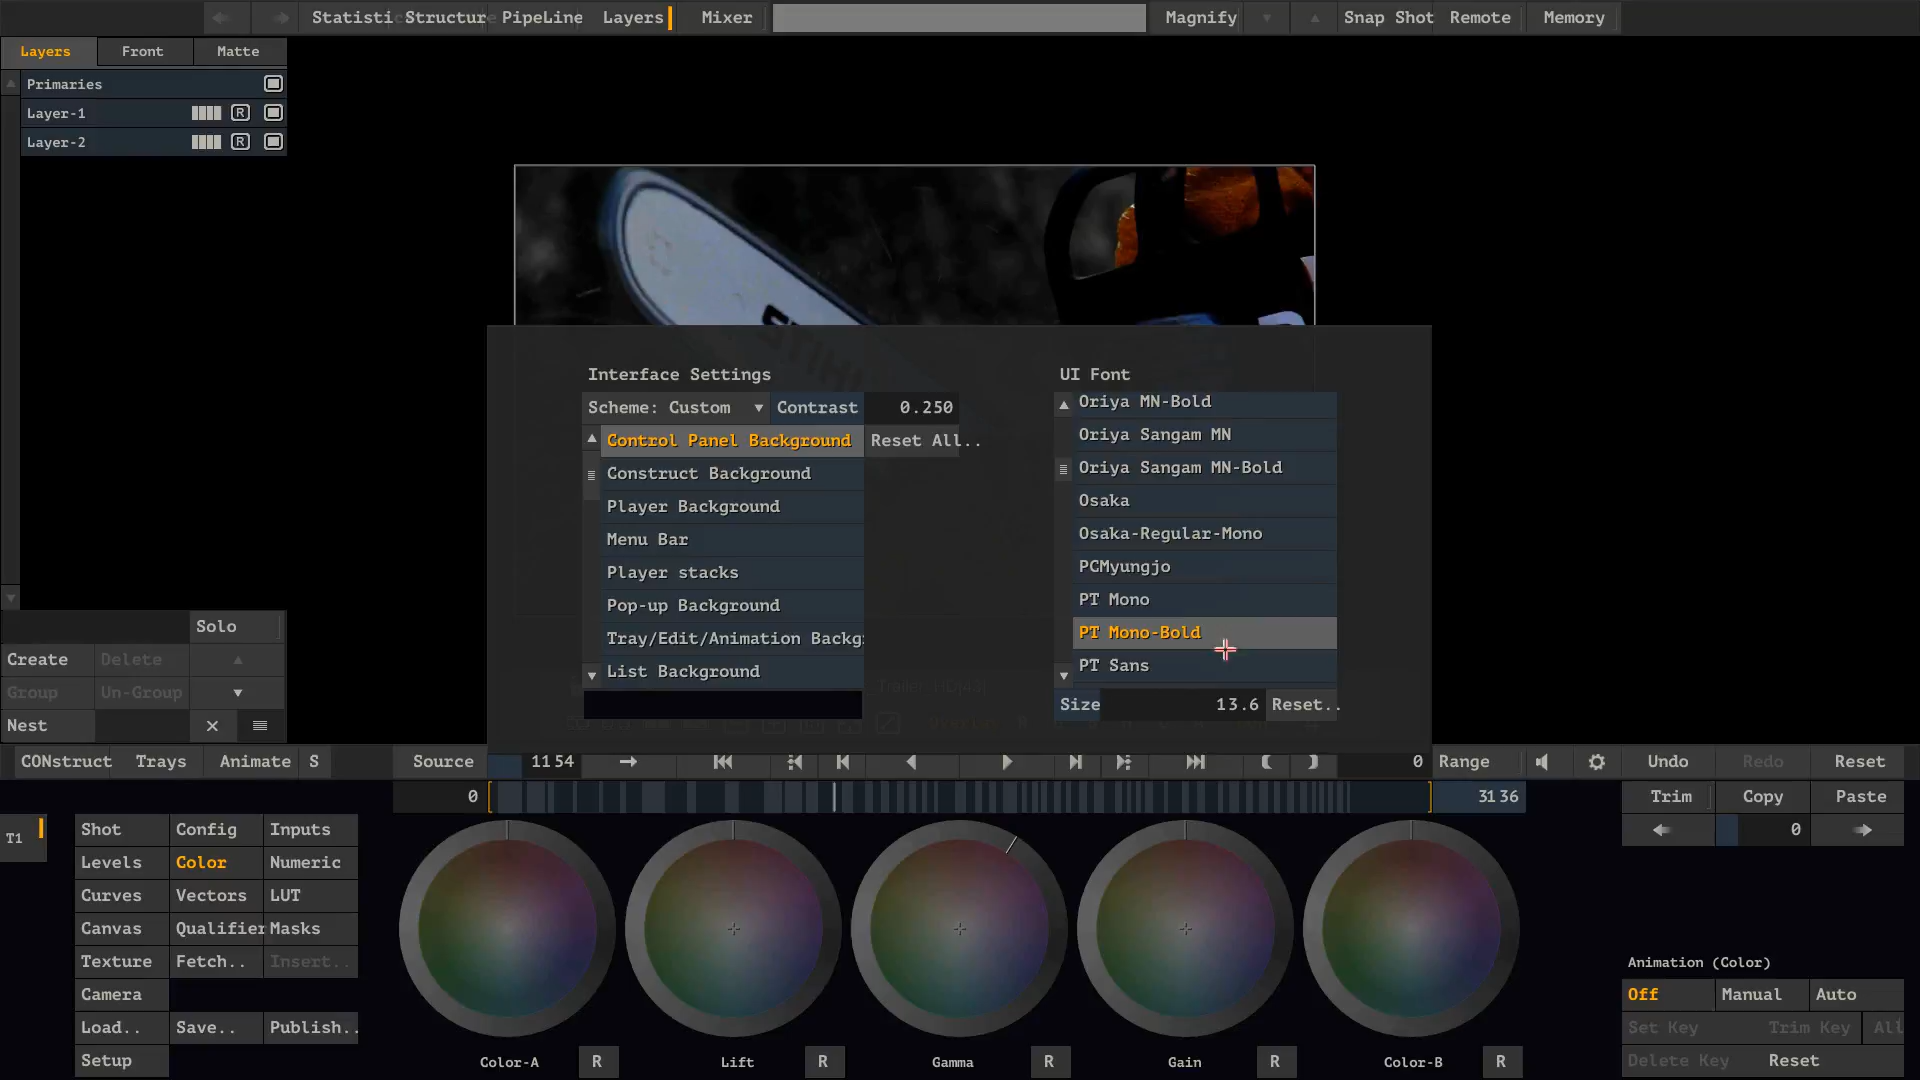 Statistic Structure PipeLine Layers Mixer Magnify Snap Shot Remote Memory
Layers Front Matte
Primaries
Layer-1 R
Layer-2 R
STIHL
Interface Settings
Scheme: Custom Contrast 0.250
Control Panel Background Reset All..
Construct Background
Player Background
Menu Bar
Player stacks
Pop-up Background
Tray/Edit/Animation Backg
List Background
UI Font
Oriya MN-Bold
Oriya Sangam MN
Oriya Sangam MN-Bold
Osaka
Osaka-Regular-Mono
PCMyungjo
PT Mono
PT Mono-Bold
PT Sans
Size 13.6 Reset..
Solo
Create Delete
Group Un-Group
Nest
CONstruct Trays Animate S Source 11 54 0 Range Undo Redo Reset
0 31 36 Trim Copy Paste
0
T1
Shot Config Inputs
Levels Color Numeric
Curves Vectors LUT
Canvas Qualifier Masks
Texture Fetch.. Insert..
Camera
Load.. Save.. Publish..
Setup
Color-A R Lift R Gamma R Gain R Color-B R
Animation (Color)
Off Manual Auto
Set Key Trim Key All
Delete Key Reset